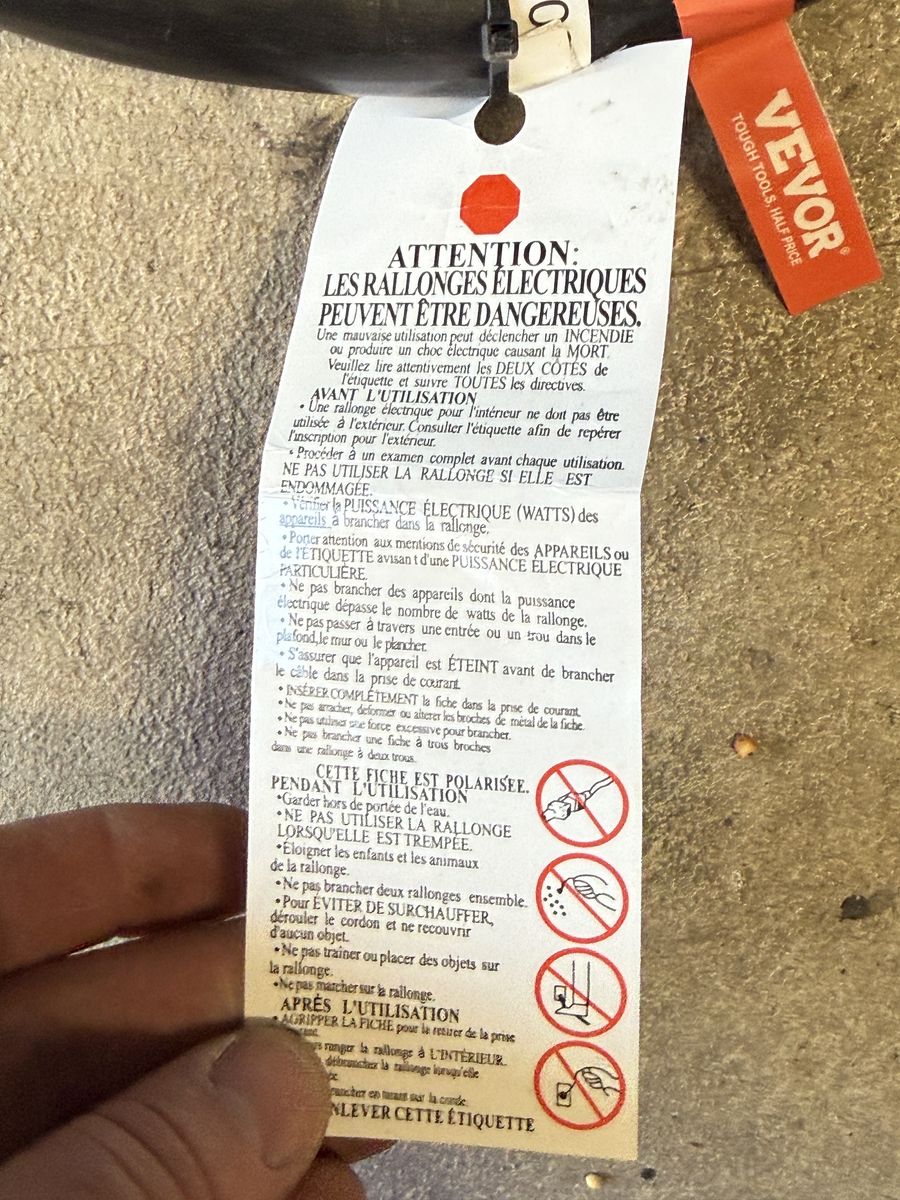 G
VEVOR®
TOUGH TOOLS, HALF PRICE
ATTENTION:
LES RALLONGES ÉLECTRIQUES
PEUVENT ÊTRE DANGEREUSES.
Une mauvaise utilisation peut déclencher un INCENDIE
ou produire un choc électrique causant la MORT.
Veuillez lire attentivement les DEUX CÔTÉS de
l'étiquette et suivre TOUTES les directives.
AVANT L'UTILISATION
• Une rallonge électrique pour l'intérieur ne doit pas être
utilisée à l'extérieur. Consulter l'étiquette afin de repérer
l'inscription pour l'extérieur.
• Procéder à un examen complet avant chaque utilisation.
NE PAS UTILISER LA RALLONGE SI ELLE EST
ENDOMMAGÉE.
• Vérifier la PUISSANCE ÉLECTRIQUE (WATTS) des
appareils à brancher dans la rallonge.
• Porter attention aux mentions de sécurité des APPAREILS ou
de l'ÉTIQUETTE avisan t d'une PUISSANCE ÉLECTRIQUE
PARTICULIÈRE.
• Ne pas brancher des appareils dont la puissance
électrique dépasse le nombre de watts de la rallonge.
• Ne pas passer à travers une entrée ou un trou dans le
plafond,le mur ou le plancher.
• S'assurer que l'appareil est ÉTEINT avant de brancher
le câble dans la prise de courant.
• INSÉRER COMPLÈTEMENT la fiche dans la prise de courant.
• Ne pas arracher, déformer ou altérer les broches de métal de la fiche.
• Ne pas utiliser une force excessive pour brancher.
• Ne pas brancher une fiche à trois broches
dans une rallonge à deux trous.
CETTE FICHE EST POLARISÉE.
PENDANT L'UTILISATION
•Garder hors de portée de l'eau.
•NE PAS UTILISER LA RALLONGE
LORSQU'ELLE EST TREMPÉE.
•Éloigner les enfants et les animaux
de la rallonge.
•Ne pas brancher deux rallonges ensemble.
•Pour ÉVITER DE SURCHAUFFER,
dérouler le cordon et ne recouvrir
d'aucun objet.
•Ne pas traîner ou placer des objets sur
la rallonge.
•Ne pas marcher sur la rallonge.
APRÈS L'UTILISATION
• AGRIPPER LA FICHE pour la retirer de la prise
ranger la rallonge à L'INTÉRIEUR.
débranchez la rallonge lorsqu'elle
en tirant sur la corde.
NLEVER CETTE ÉTIQUETTE